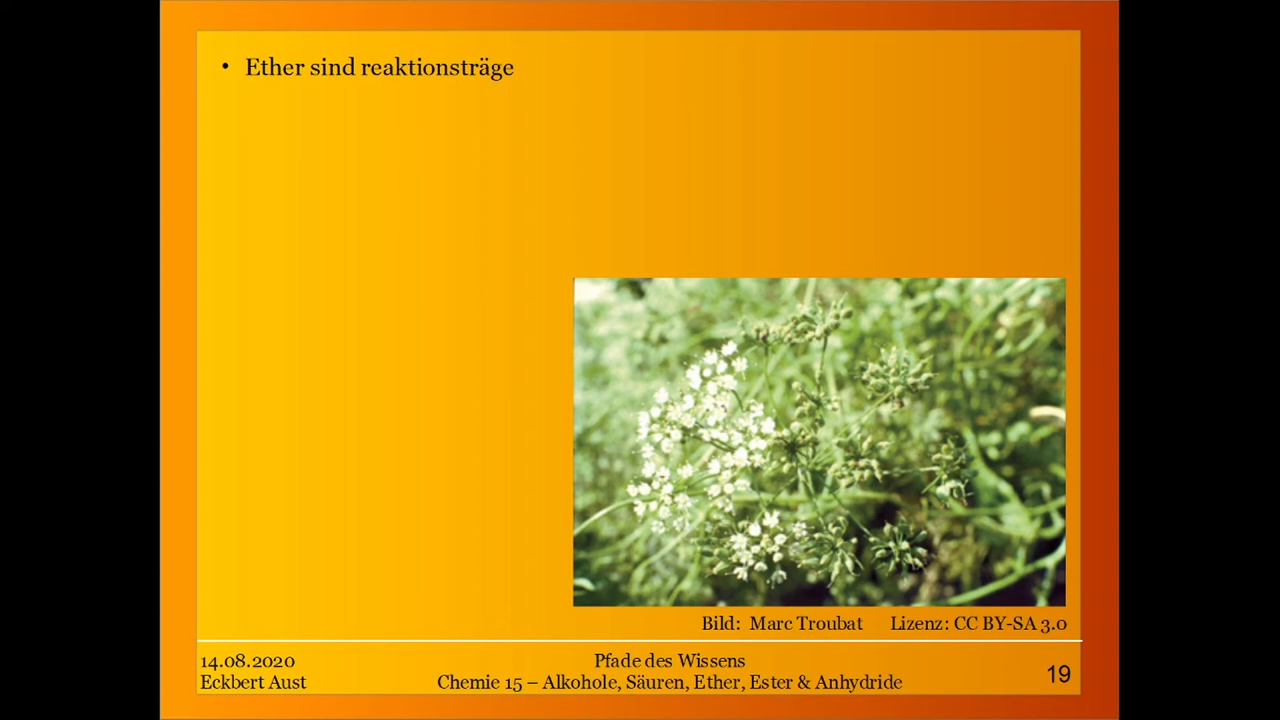 • Ether sind reaktionsträge
Bild: Marc Troubat Lizenz: CC BY-SA 3.0
14.08.2020 Pfade des Wissens
Eckbert Aust Chemie 15 – Alkohole, Säuren, Ether, Ester & Anhydride 19